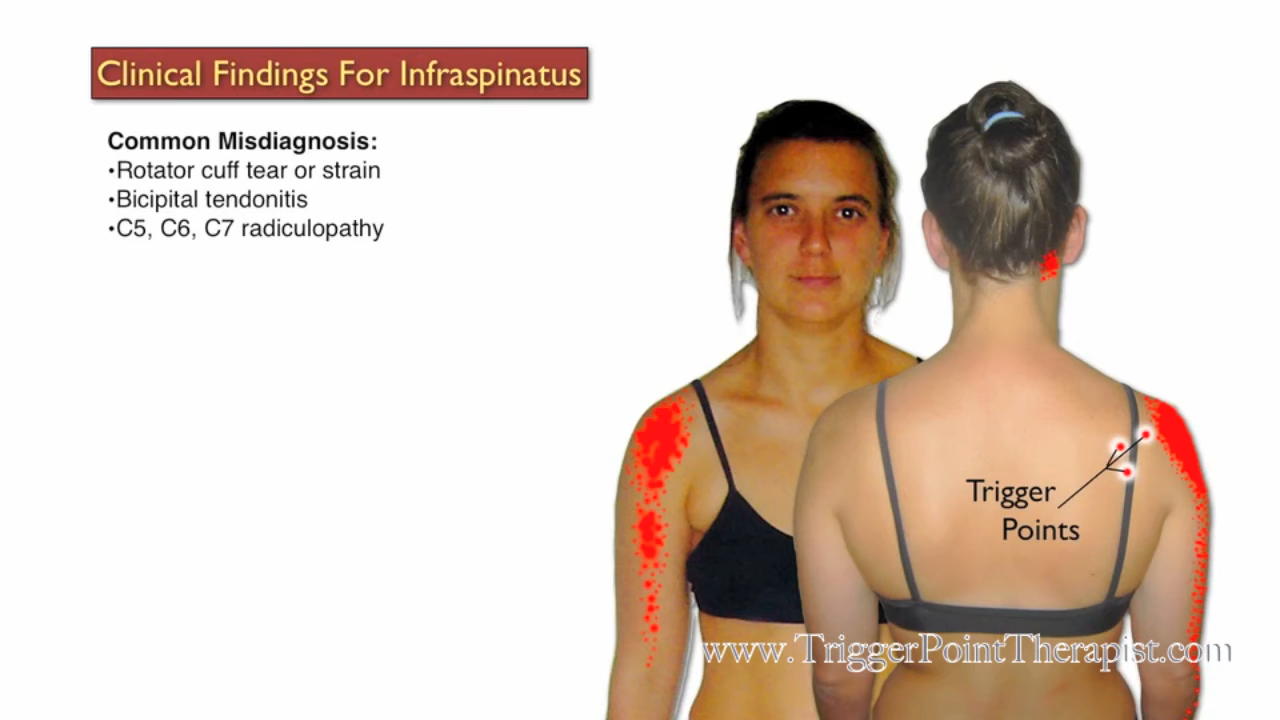 Clinical Findings For Infraspinatus
Common Misdiagnosis:
•Rotator cuff tear or strain
•Bicipital tendonitis
•C5, C6, C7 radiculopathy
Trigger
Points
www.TriggerPointTherapist.com